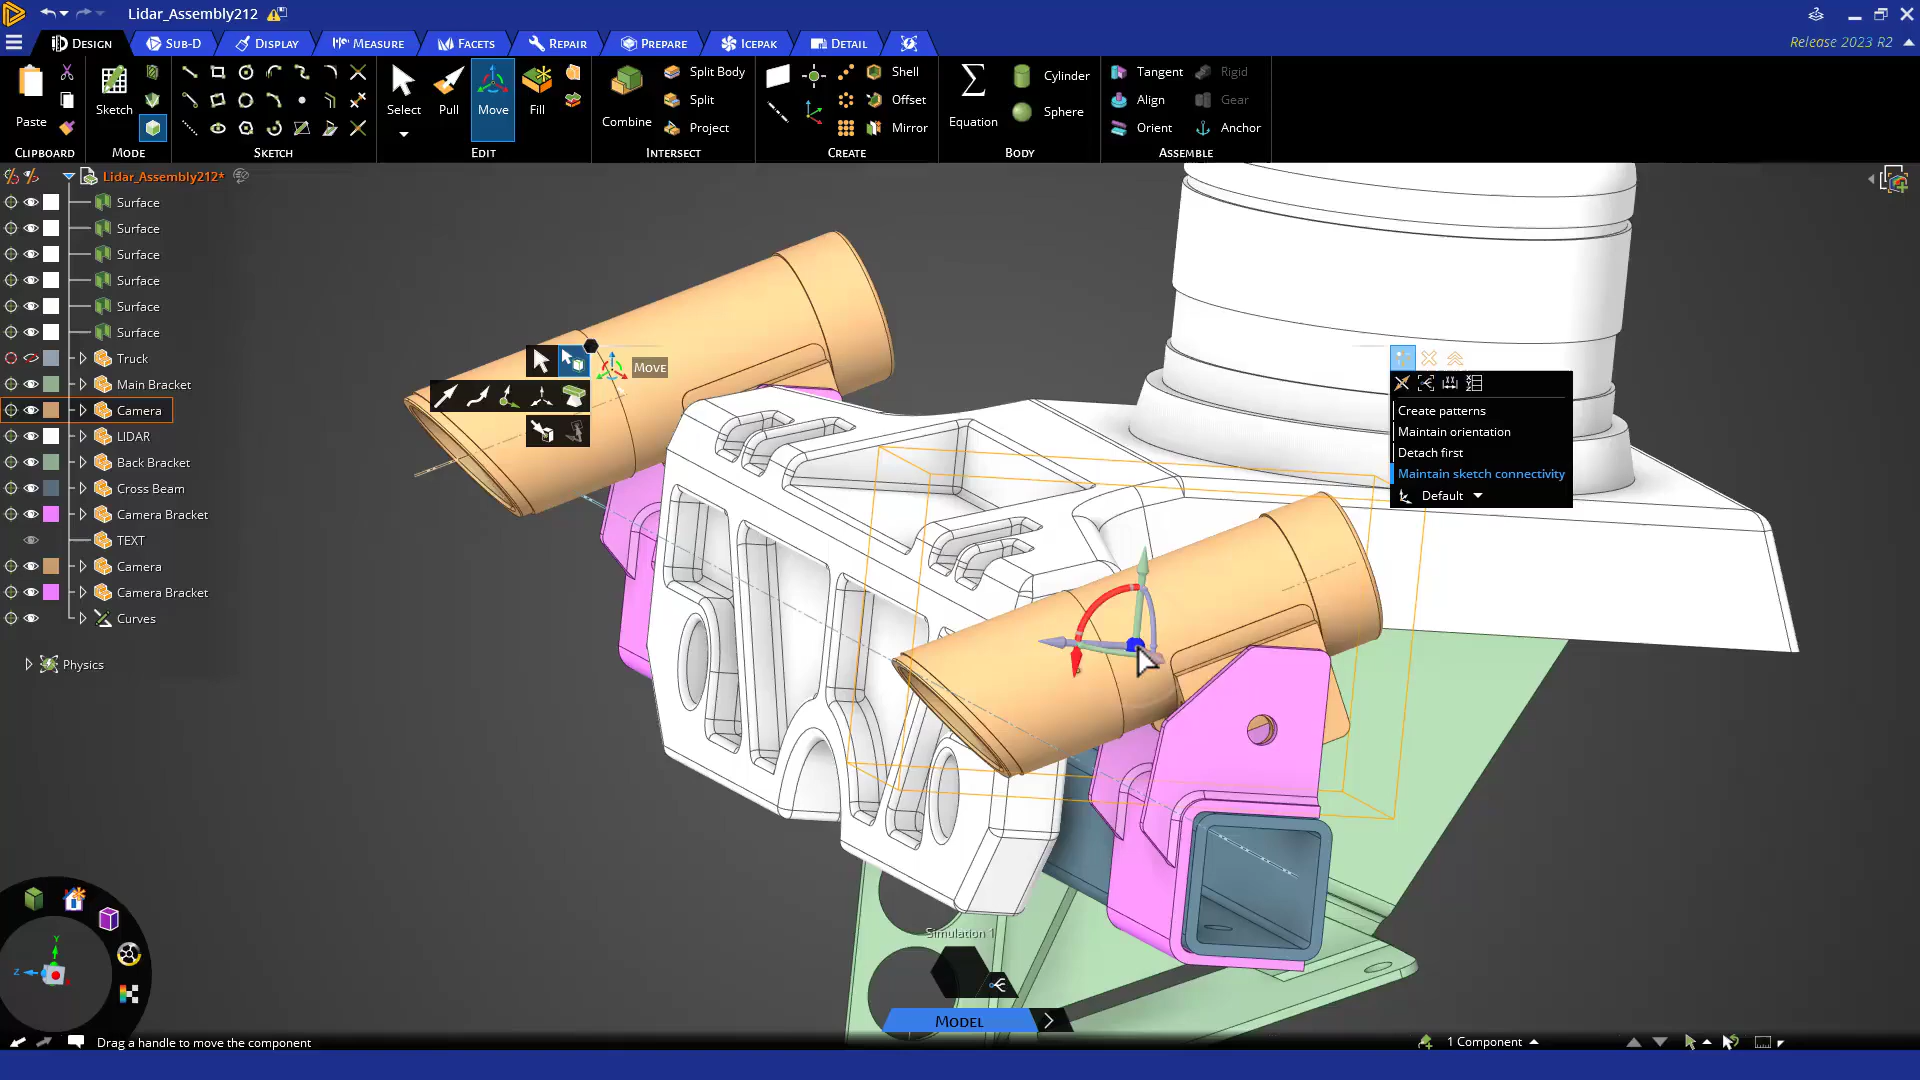 Lidar_Assembly212
DESIGN
SUB-D
DISPLAY
MEASURE
FACETS
REPAIR
PREPARE
ICEPAK
DETAIL
Release 2023 R2
Paste
Sketch
Select
Pull
Move
Fill
Combine
Split Body
Split
Project
Shell
Offset
Mirror
Equation
Cylinder
Sphere
Tangent
Align
Orient
Rigid
Gear
Anchor
CLIPBOARD
MODE
SKETCH
EDIT
INTERSECT
CREATE
BODY
ASSEMBLE
Lidar_Assembly212*
Surface
Surface
Surface
Surface
Surface
Surface
Truck
Main Bracket
Camera
LIDAR
Back Bracket
Cross Beam
Camera Bracket
TEXT
Camera
Camera Bracket
Curves
Physics
MOVE
Create patterns
Maintain orientation
Detach first
Maintain sketch connectivity
Default
Simulation 1
MODEL
Y
Z
Drag a handle to move the component
1 Component